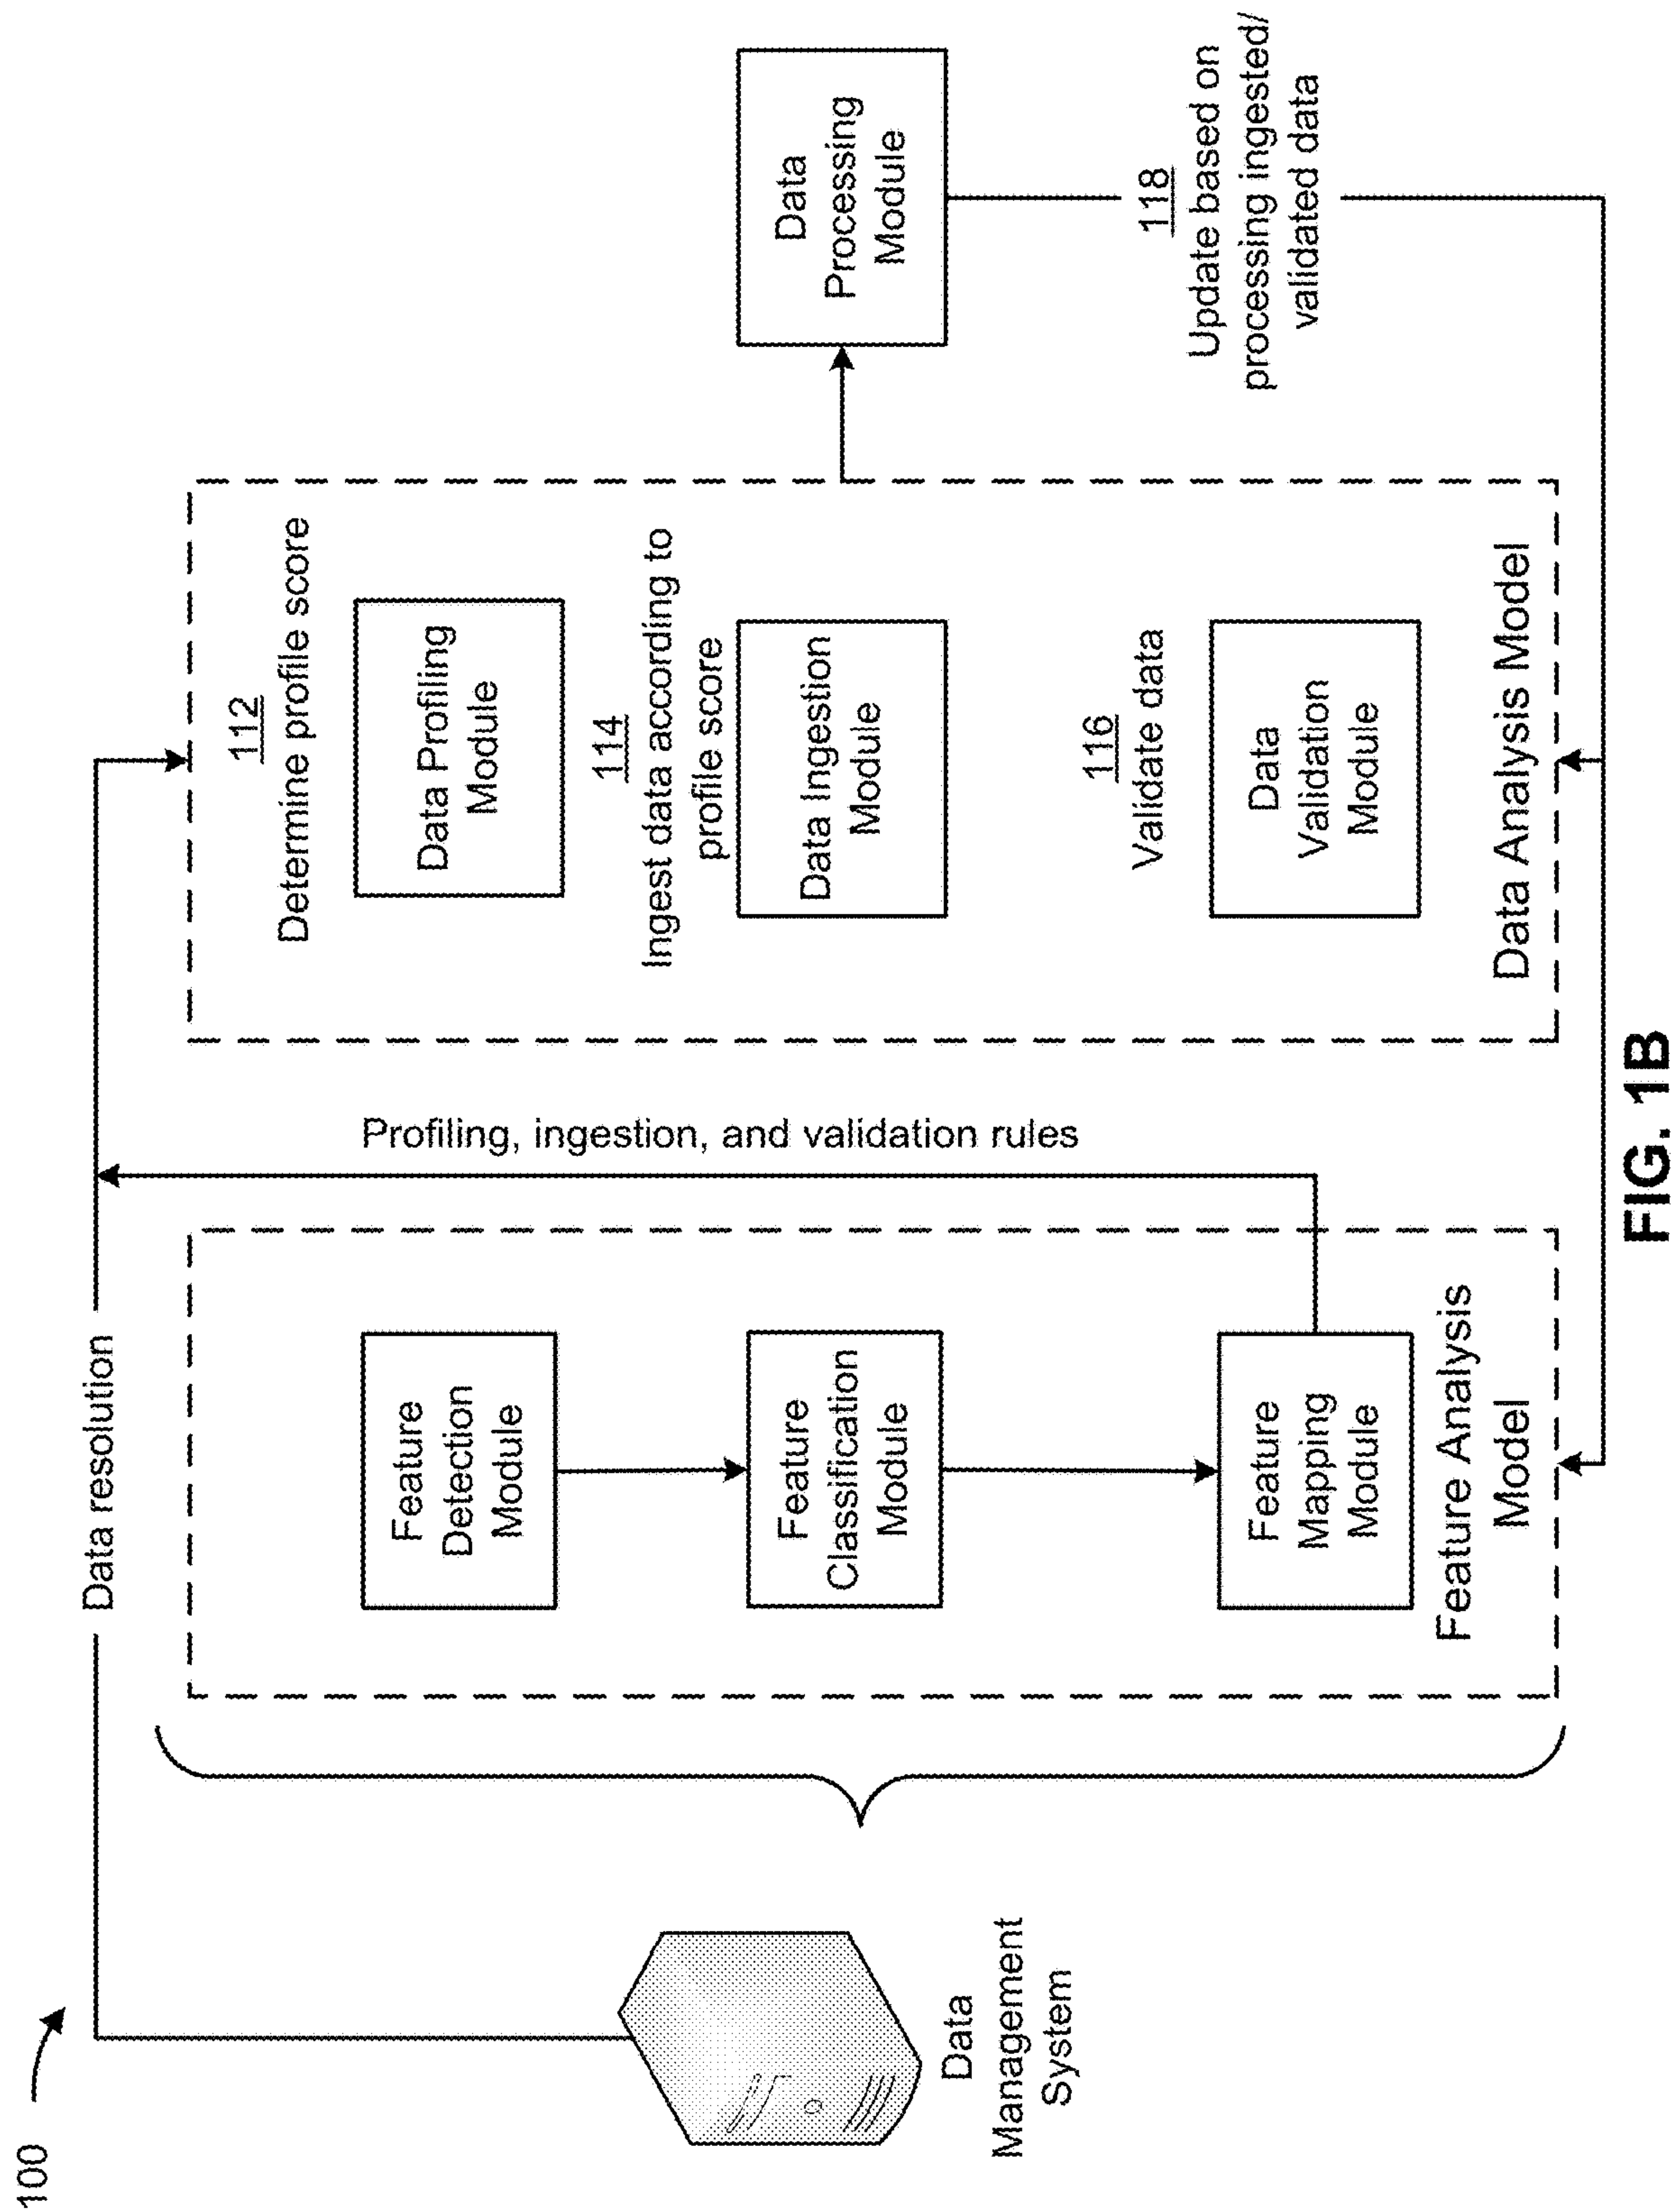 100
Data resolution
Data
Management
System
Feature
Detection
Module
Feature
Classification
Module
Feature
Mapping
Module
Feature Analysis
Model
Profiling, ingestion, and validation rules
112
Determine profile score
Data Profiling
Module
114
Ingest data according to
profile score
Data Ingestion
Module
116
Validate data
Data
Validation
Module
Data Analysis Model
Data
Processing
Module
118
Update based on
processing ingested/
validated data
FIG. 1B